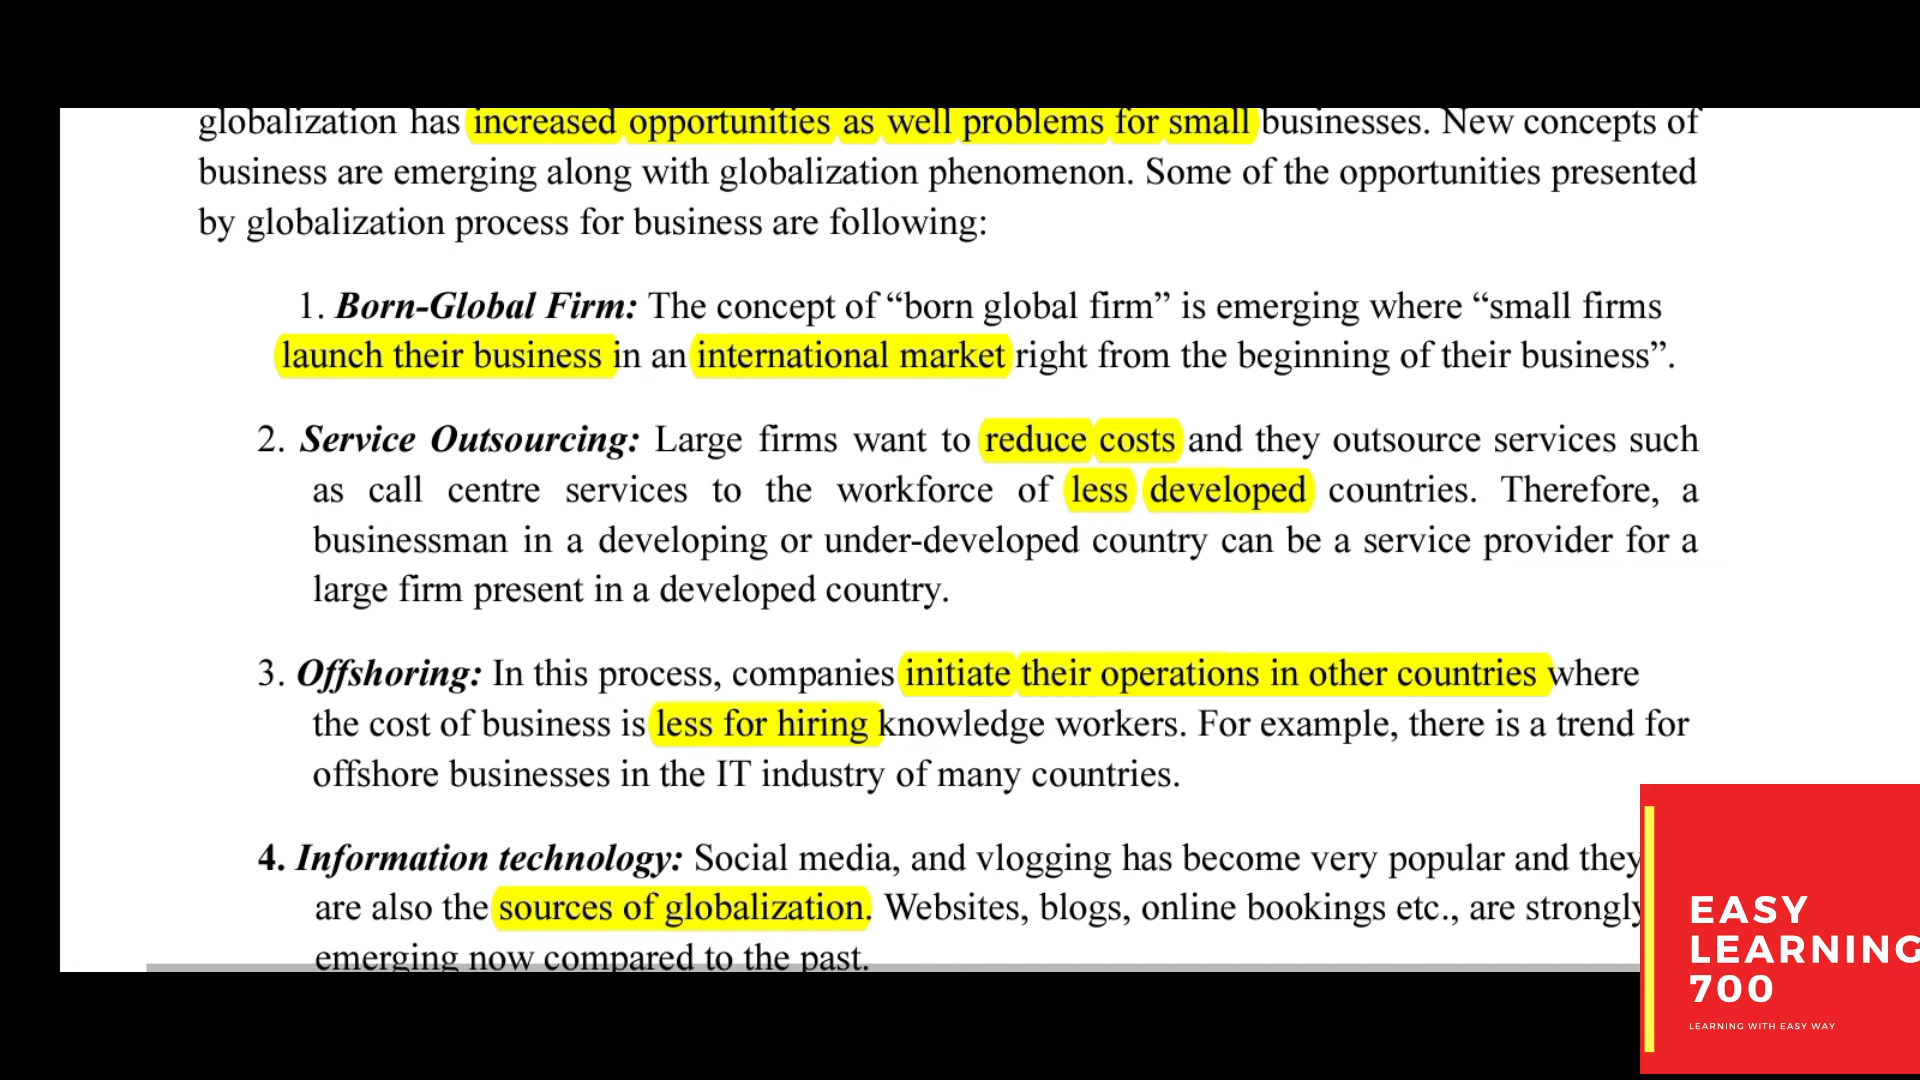 globalization has increased opportunities as well problems for small businesses. New concepts of
business are emerging along with globalization phenomenon. Some of the opportunities presented
by globalization process for business are following:
1. Born-Global Firm: The concept of “born global firm” is emerging where “small firms
launch their business in an international market right from the beginning of their business”.
2. Service Outsourcing: Large firms want to reduce costs and they outsource services such
as call centre services to the workforce of less developed countries. Therefore, a
businessman in a developing or under-developed country can be a service provider for a
large firm present in a developed country.
3. Offshoring: In this process, companies initiate their operations in other countries where
the cost of business is less for hiring knowledge workers. For example, there is a trend for
offshore businesses in the IT industry of many countries.
4. Information technology: Social media, and vlogging has become very popular and they
are also the sources of globalization. Websites, blogs, online bookings etc., are strongly
emerging now compared to the past.
EASY
LEARNING
700
LEARNING WITH EASY WAY